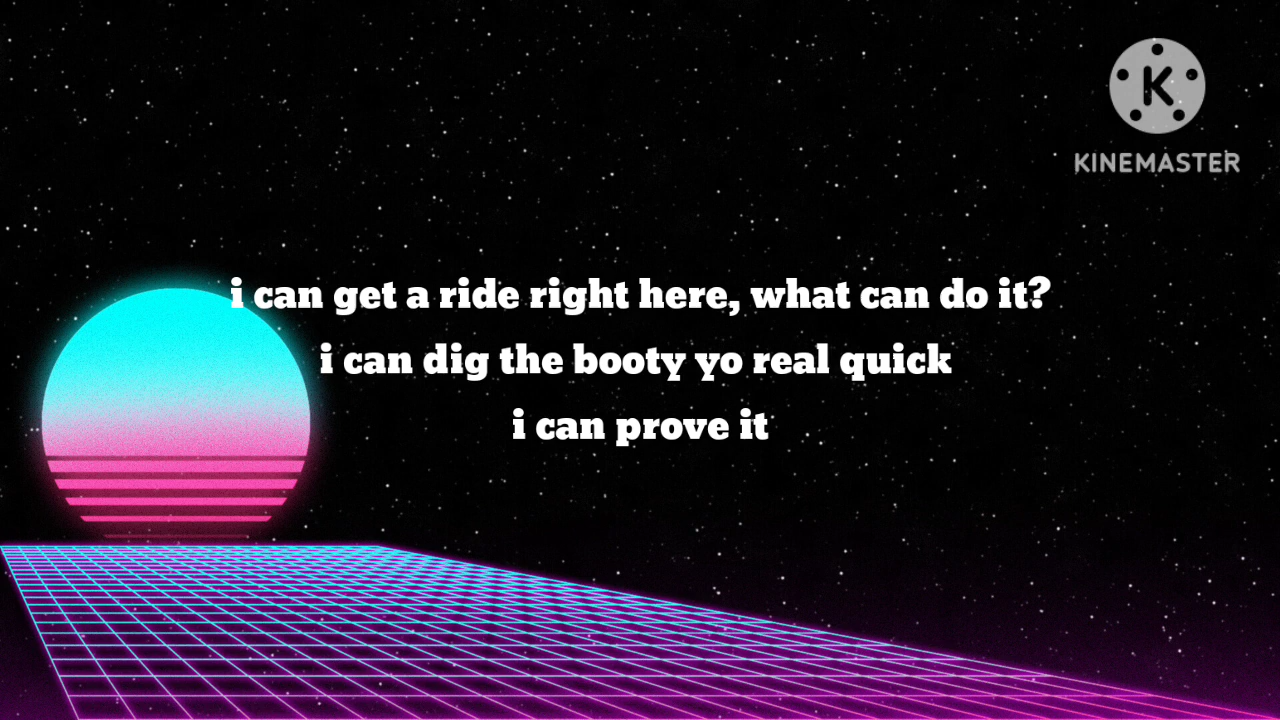 K
KINEMASTER
i can get a ride right here, what can do it?
i can dig the booty yo real quick
i can prove it